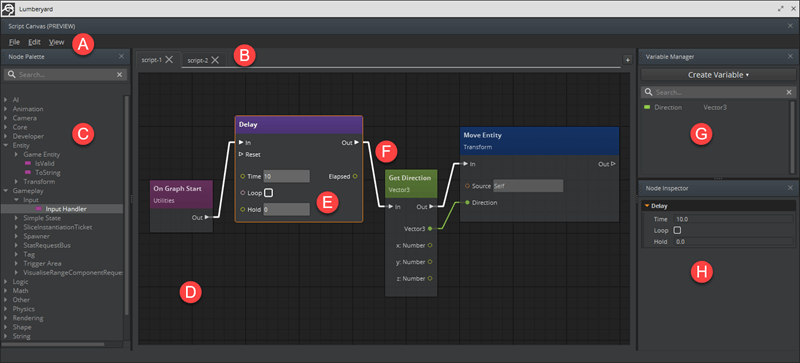 Lumberyard
Script Canvas (PREVIEW)
File Edit View
A
Node Palette
Search...
AI
Animation
Camera
Core
Developer
Entity
Game Entity
IsValid
ToString
Transform
Gameplay
Input
Input Handler
Simple State
SliceInstantiationTicket
Spawner
StatRequestBus
Tag
Trigger Area
VisualiseRangeComponentReques
Logic
Math
Other
Physics
Rendering
Shape
String
C
script-1 script-2
B
On Graph Start
Utilities
Out
D
Delay
In Out
Reset
Time 10 Elapsed
Loop
Hold 0
E
F
Get Direction
Vector3
In Out
Vector3
x: Number
y: Number
z: Number
Move Entity
Transform
In Out
Source Self
Direction
Variable Manager
Create Variable
Search...
Direction Vector3
G
Node Inspector
Delay
Time 10.0
Loop
Hold 0.0
H